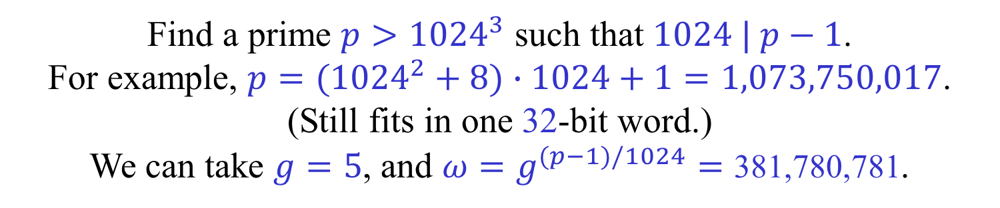 Find a prime p > 1024³ such that 1024 | p − 1.
For example, p = (1024² + 8) · 1024 + 1 = 1,073,750,017.
(Still fits in one 32-bit word.)
We can take g = 5, and ω = g^{(p−1)/1024} = 381,780,781.